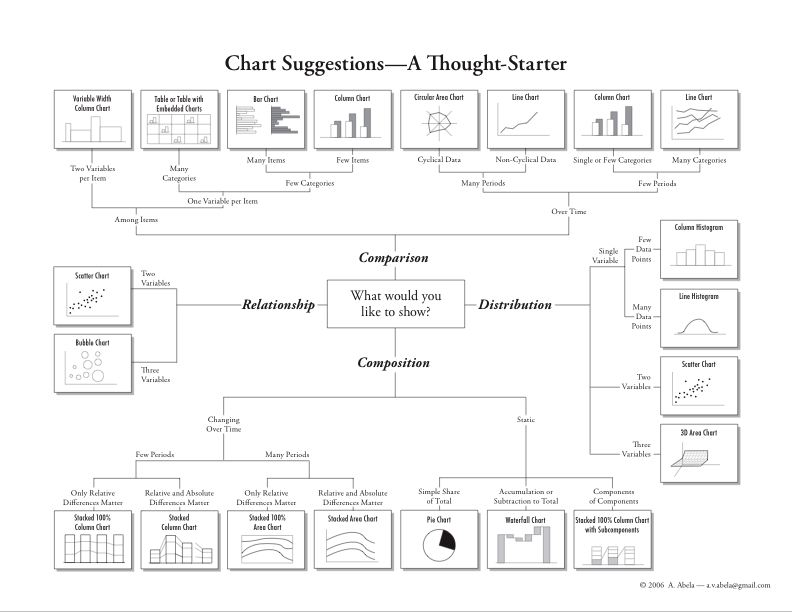 Chart Suggestions—A Thought-Starter
Variable Width
Column Chart
Table or Table with
Embedded Charts
Bar Chart
Column Chart
Circular Area Chart
Line Chart
Column Chart
Line Chart
Two Variables
per Item
Many
Categories
Many Items
Few Items
Cyclical Data
Non-Cyclical Data
Single or Few Categories
Many Categories
Few Categories
Many Periods
Few Periods
One Variable per Item
Among Items
Over Time
Comparison
Scatter Chart
Two
Variables
Bubble Chart
Three
Variables
Relationship
What would you
like to show?
Distribution
Single
Variable
Few
Data
Points
Column Histogram
Many
Data
Points
Line Histogram
Two
Variables
Scatter Chart
Three
Variables
3D Area Chart
Composition
Changing
Over Time
Static
Few Periods
Many Periods
Only Relative
Differences Matter
Relative and Absolute
Differences Matter
Only Relative
Differences Matter
Relative and Absolute
Differences Matter
Simple Share
of Total
Accumulation or
Subtraction to Total
Components
of Components
Stacked 100%
Column Chart
Stacked
Column Chart
Stacked 100%
Area Chart
Stacked Area Chart
Pie Chart
Waterfall Chart
Stacked 100% Column Chart
with Subcomponents
© 2006 A. Abela — a.v.abela@gmail.com